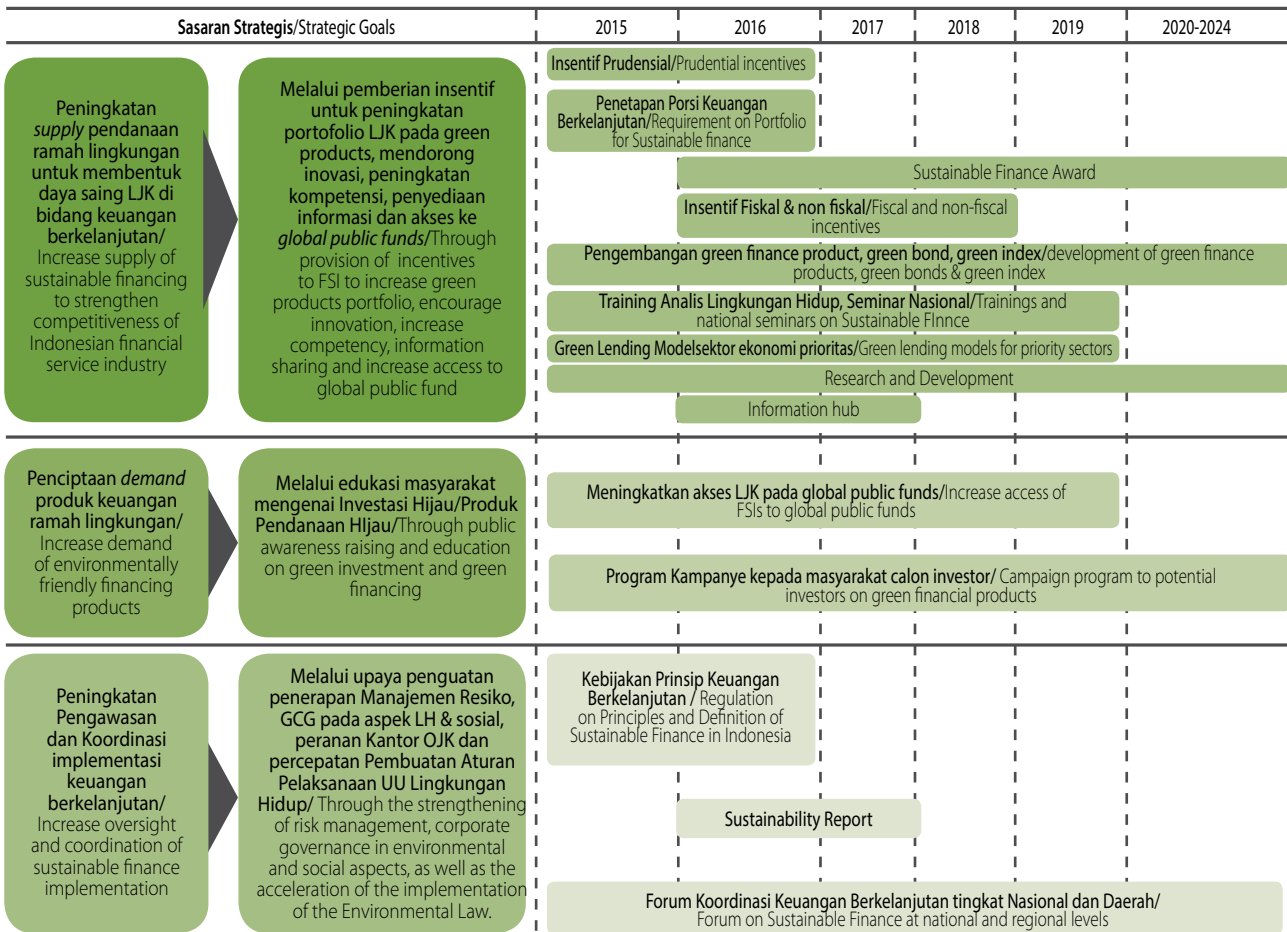 Sasaran Strategis/Strategic Goals
2015
2016
2017
2018
2019
2020-2024
Peningkatan
supply pendanaan
ramah lingkungan
untuk membentuk
daya saing LJK di
bidang keuangan
berkelanjutan/
Increase supply of
sustainable financing
to strengthen
competitiveness of
Indonesian financial
service industry
Melalui pemberian insentif
untuk peningkatan
portofolio LJK pada green
products, mendorong
inovasi, peningkatan
kompetensi, penyediaan
informasi dan akses ke
global public funds/Through
provision of incentives
to FSI to increase green
products portfolio, encourage
innovation, increase
competency, information
sharing and increase access to
global public fund
Insentif Prudensial/Prudential incentives
Penetapan Porsi Keuangan
Berkelanjutan/Requirement on Portfolio
for Sustainable finance
Sustainable Finance Award
Insentif Fiskal & non fiskal/Fiscal and non-fiscal
incentives
Pengembangan green finance product, green bond, green index/development of green finance
products, green bonds & green index
Training Analis Lingkungan Hidup, Seminar Nasional/Trainings and
national seminars on Sustainable FInnce
Green Lending Modelsektor ekonomi prioritas/Green lending models for priority sectors
Research and Development
Information hub
Penciptaan demand
produk keuangan
ramah lingkungan/
Increase demand
of environmentally
friendly financing
products
Melalui edukasi masyarakat
mengenai Investasi Hijau/Produk
Pendanaan HIjau/Through public
awareness raising and education
on green investment and green
financing
Meningkatkan akses LJK pada global public funds/Increase access of
FSIs to global public funds
Program Kampanye kepada masyarakat calon investor/ Campaign program to potential
investors on green financial products
Peningkatan
Pengawasan
dan Koordinasi
implementasi
keuangan
berkelanjutan/
Increase oversight
and coordination of
sustainable finance
implementation
Melalui upaya penguatan
penerapan Manajemen Resiko,
GCG pada aspek LH & sosial,
peranan Kantor OJK dan
percepatan Pembuatan Aturan
Pelaksanaan UU Lingkungan
Hidup/ Through the strengthening
of risk management, corporate
governance in environmental
and social aspects, as well as the
acceleration of the implementation
of the Environmental Law.
Kebijakan Prinsip Keuangan
Berkelanjutan / Regulation
on Principles and Definition of
Sustainable Finance in Indonesia
Sustainability Report
Forum Koordinasi Keuangan Berkelanjutan tingkat Nasional dan Daerah/
Forum on Sustainable Finance at national and regional levels